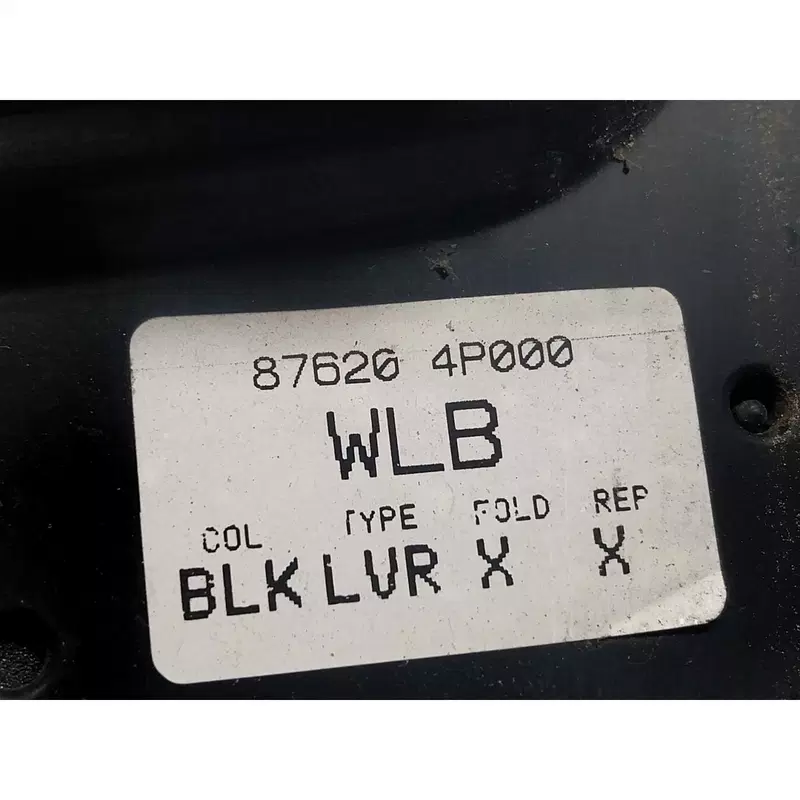 87620 4P000
WLB
COL TYPE FOLD REP
BLK LVR X X